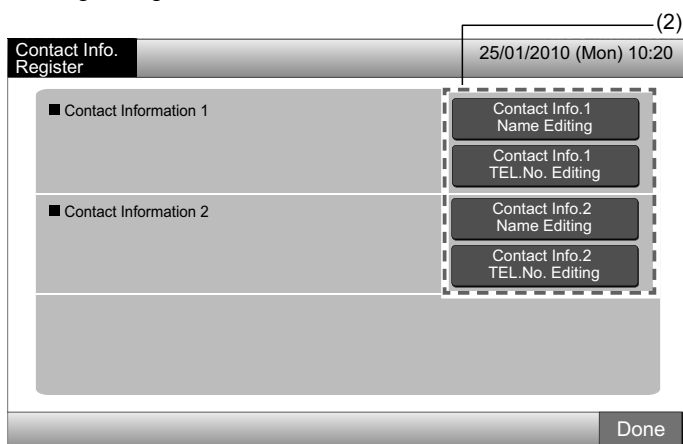 (2)
Contact Info.
Register
25/01/2010 (Mon) 10:20
■ Contact Information 1
Contact Info.1
Name Editing
Contact Info.1
TEL.No. Editing
■ Contact Information 2
Contact Info.2
Name Editing
Contact Info.2
TEL.No. Editing
Done